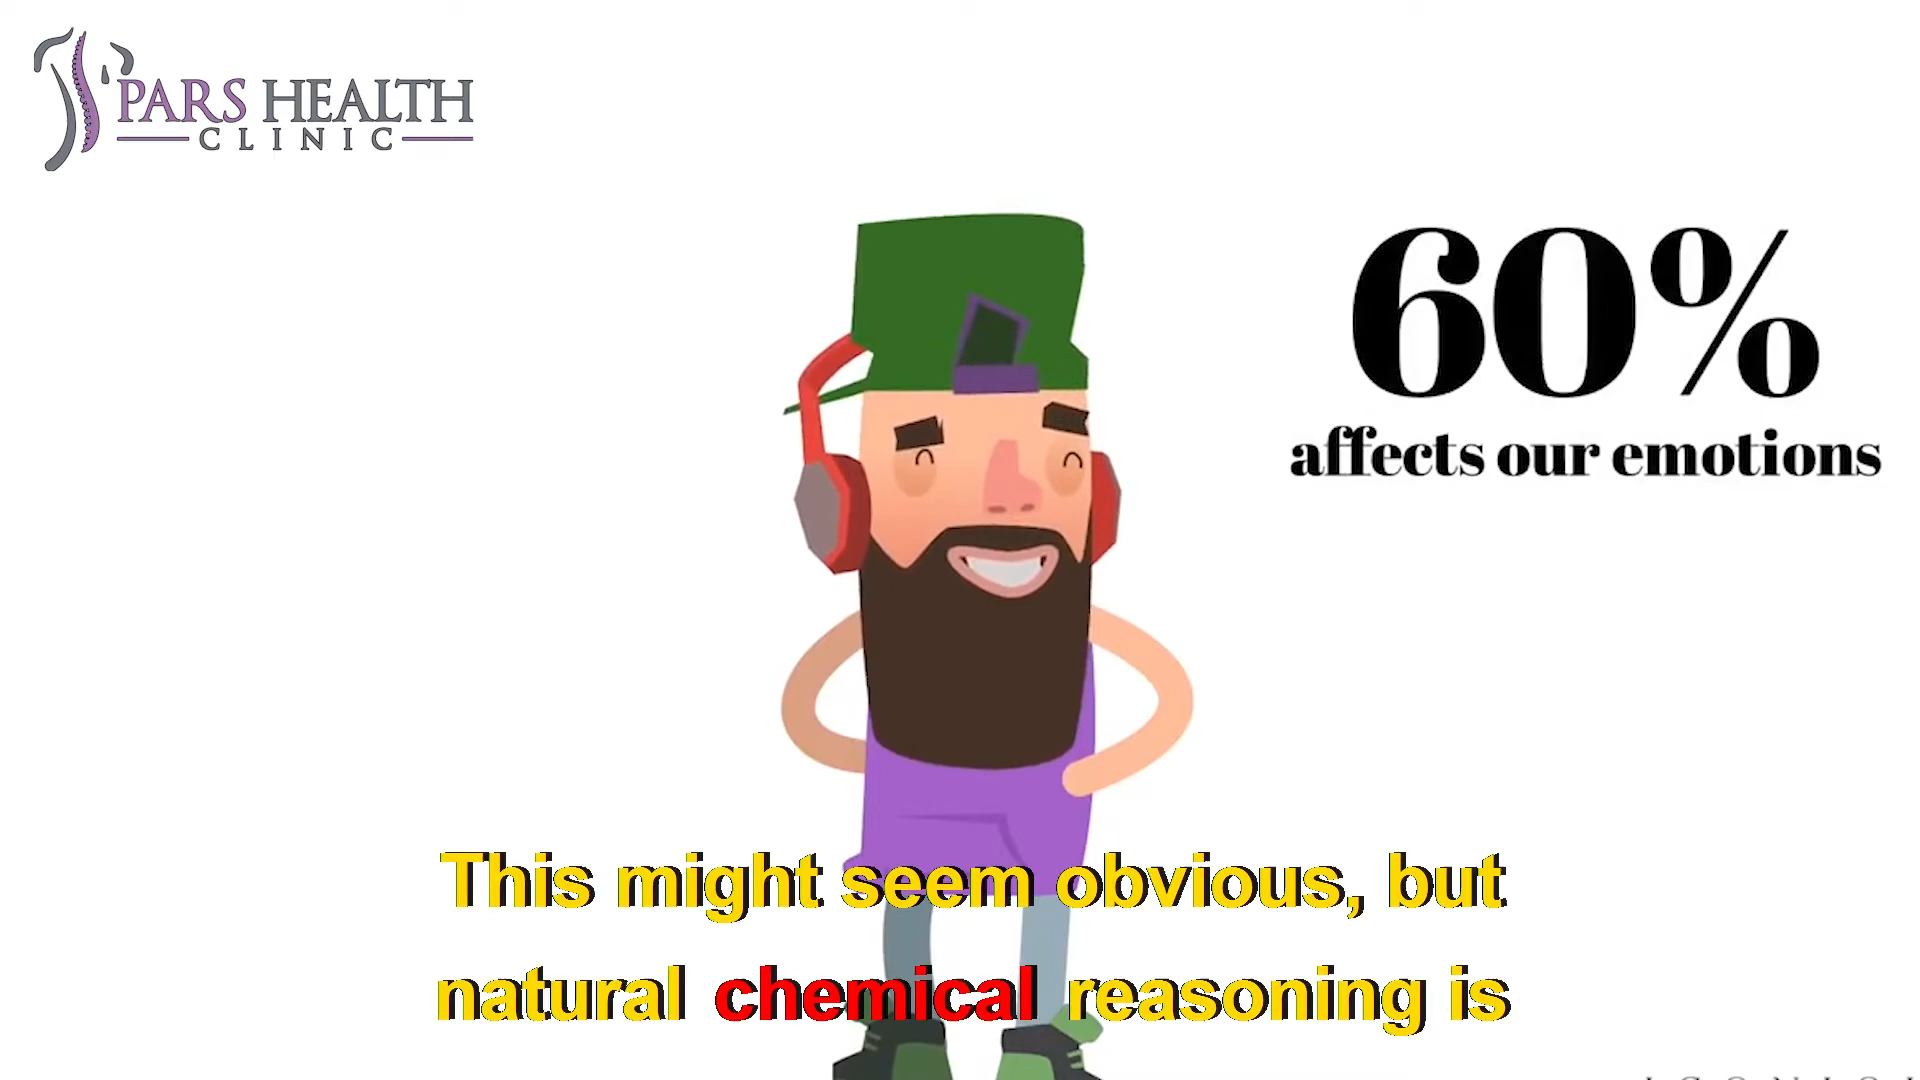 PARS HEALTH
CLINIC
60%
affects our emotions
This might seem obvious, but
natural chemical reasoning is